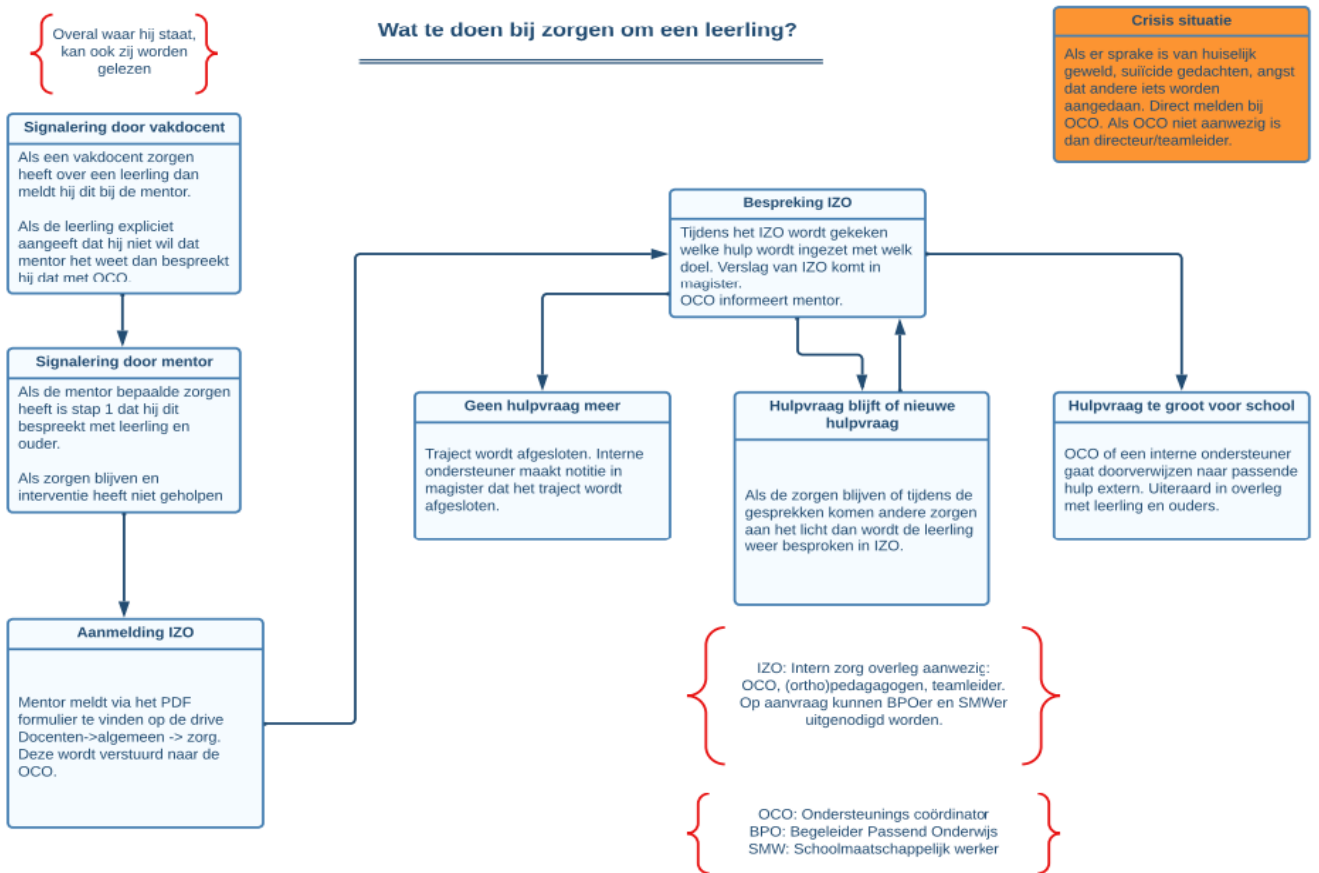 Overal waar hij staat,
kan ook zij worden
gelezen
Wat te doen bij zorgen om een leerling?
Crisis situatie
Als er sprake is van huiselijk
geweld, suïcide gedachten, angst
dat andere iets worden
aangedaan. Direct melden bij
OCO. Als OCO niet aanwezig is
dan directeur/teamleider.
Signalering door vakdocent
Als een vakdocent zorgen
heeft over een leerling dan
meldt hij dit bij de mentor.
Als de leerling expliciet
aangeeft dat hij niet wil dat
mentor het weet dan bespreekt
hij dat met OCO.
Signalering door mentor
Als de mentor bepaalde zorgen
heeft is stap 1 dat hij dit
bespreekt met leerling en
ouder.
Als zorgen blijven en
interventie heeft niet geholpen
Aanmelding IZO
Mentor meldt via het PDF
formulier te vinden op de drive
Docenten->algemeen -> zorg.
Deze wordt verstuurd naar de
OCO.
Bespreking IZO
Tijdens het IZO wordt gekeken
welke hulp wordt ingezet met welk
doel. Verslag van IZO komt in
magister.
OCO informeert mentor.
Geen hulpvraag meer
Traject wordt afgesloten. Interne
ondersteuner maakt notitie in
magister dat het traject wordt
afgesloten.
Hulpvraag blijft of nieuwe
hulpvraag
Als de zorgen blijven of tijdens de
gesprekken komen andere zorgen
aan het licht dan wordt de leerling
weer besproken in IZO.
Hulpvraag te groot voor school
OCO of een interne ondersteuner
gaat doorverwijzen naar passende
hulp extern. Uiteraard in overleg
met leerling en ouders.
IZO: Intern zorg overleg aanwezig:
OCO, (ortho)pedagagogen, teamleider.
Op aanvraag kunnen BPOer en SMWer
uitgenodigd worden.
OCO: Ondersteunings coördinator
BPO: Begeleider Passend Onderwijs
SMW: Schoolmaatschappelijk werker